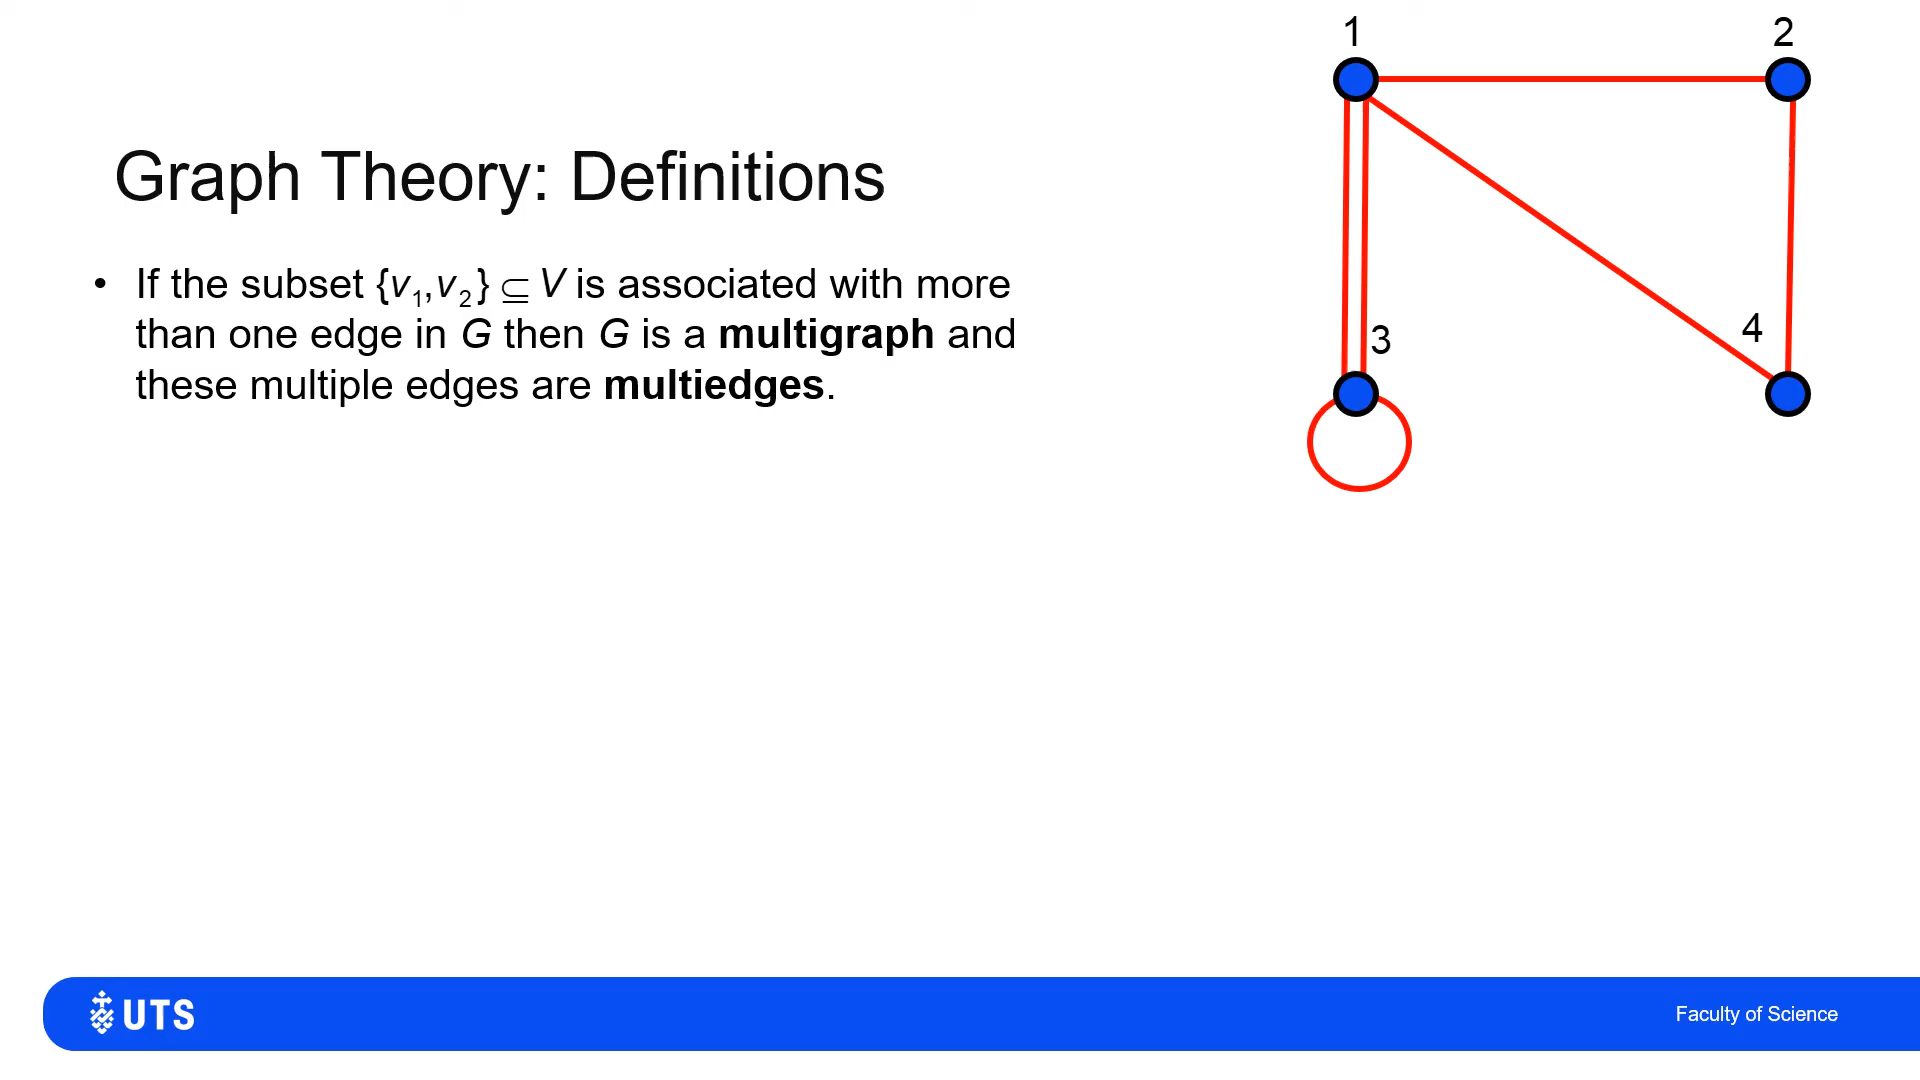 1
2
Graph Theory: Definitions
• If the subset {v₁,v₂} ⊆ V is associated with more
than one edge in G then G is a multigraph and
these multiple edges are multiedges.
3
4
UTS
Faculty of Science